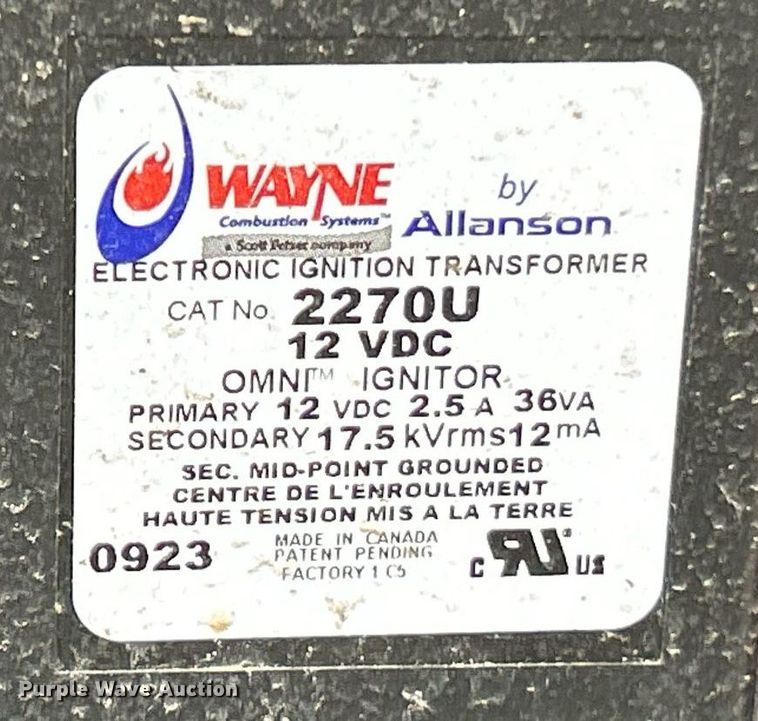 WAYNE
by
Combustion Systems™
Allanson
a Scott Fetzer company
ELECTRONIC IGNITION TRANSFORMER
CAT No. 2270U
12 VDC
OMNI™ IGNITOR
PRIMARY 12 VDC 2.5 A 36VA
SECONDARY 17.5 kVrms 12mA
SEC. MID-POINT GROUNDED
CENTRE DE L'ENROULEMENT
HAUTE TENSION MIS A LA TERRE
0923
MADE IN CANADA
PATENT PENDING
FACTORY 1 C5
C RU® US
Purple Wave Auction